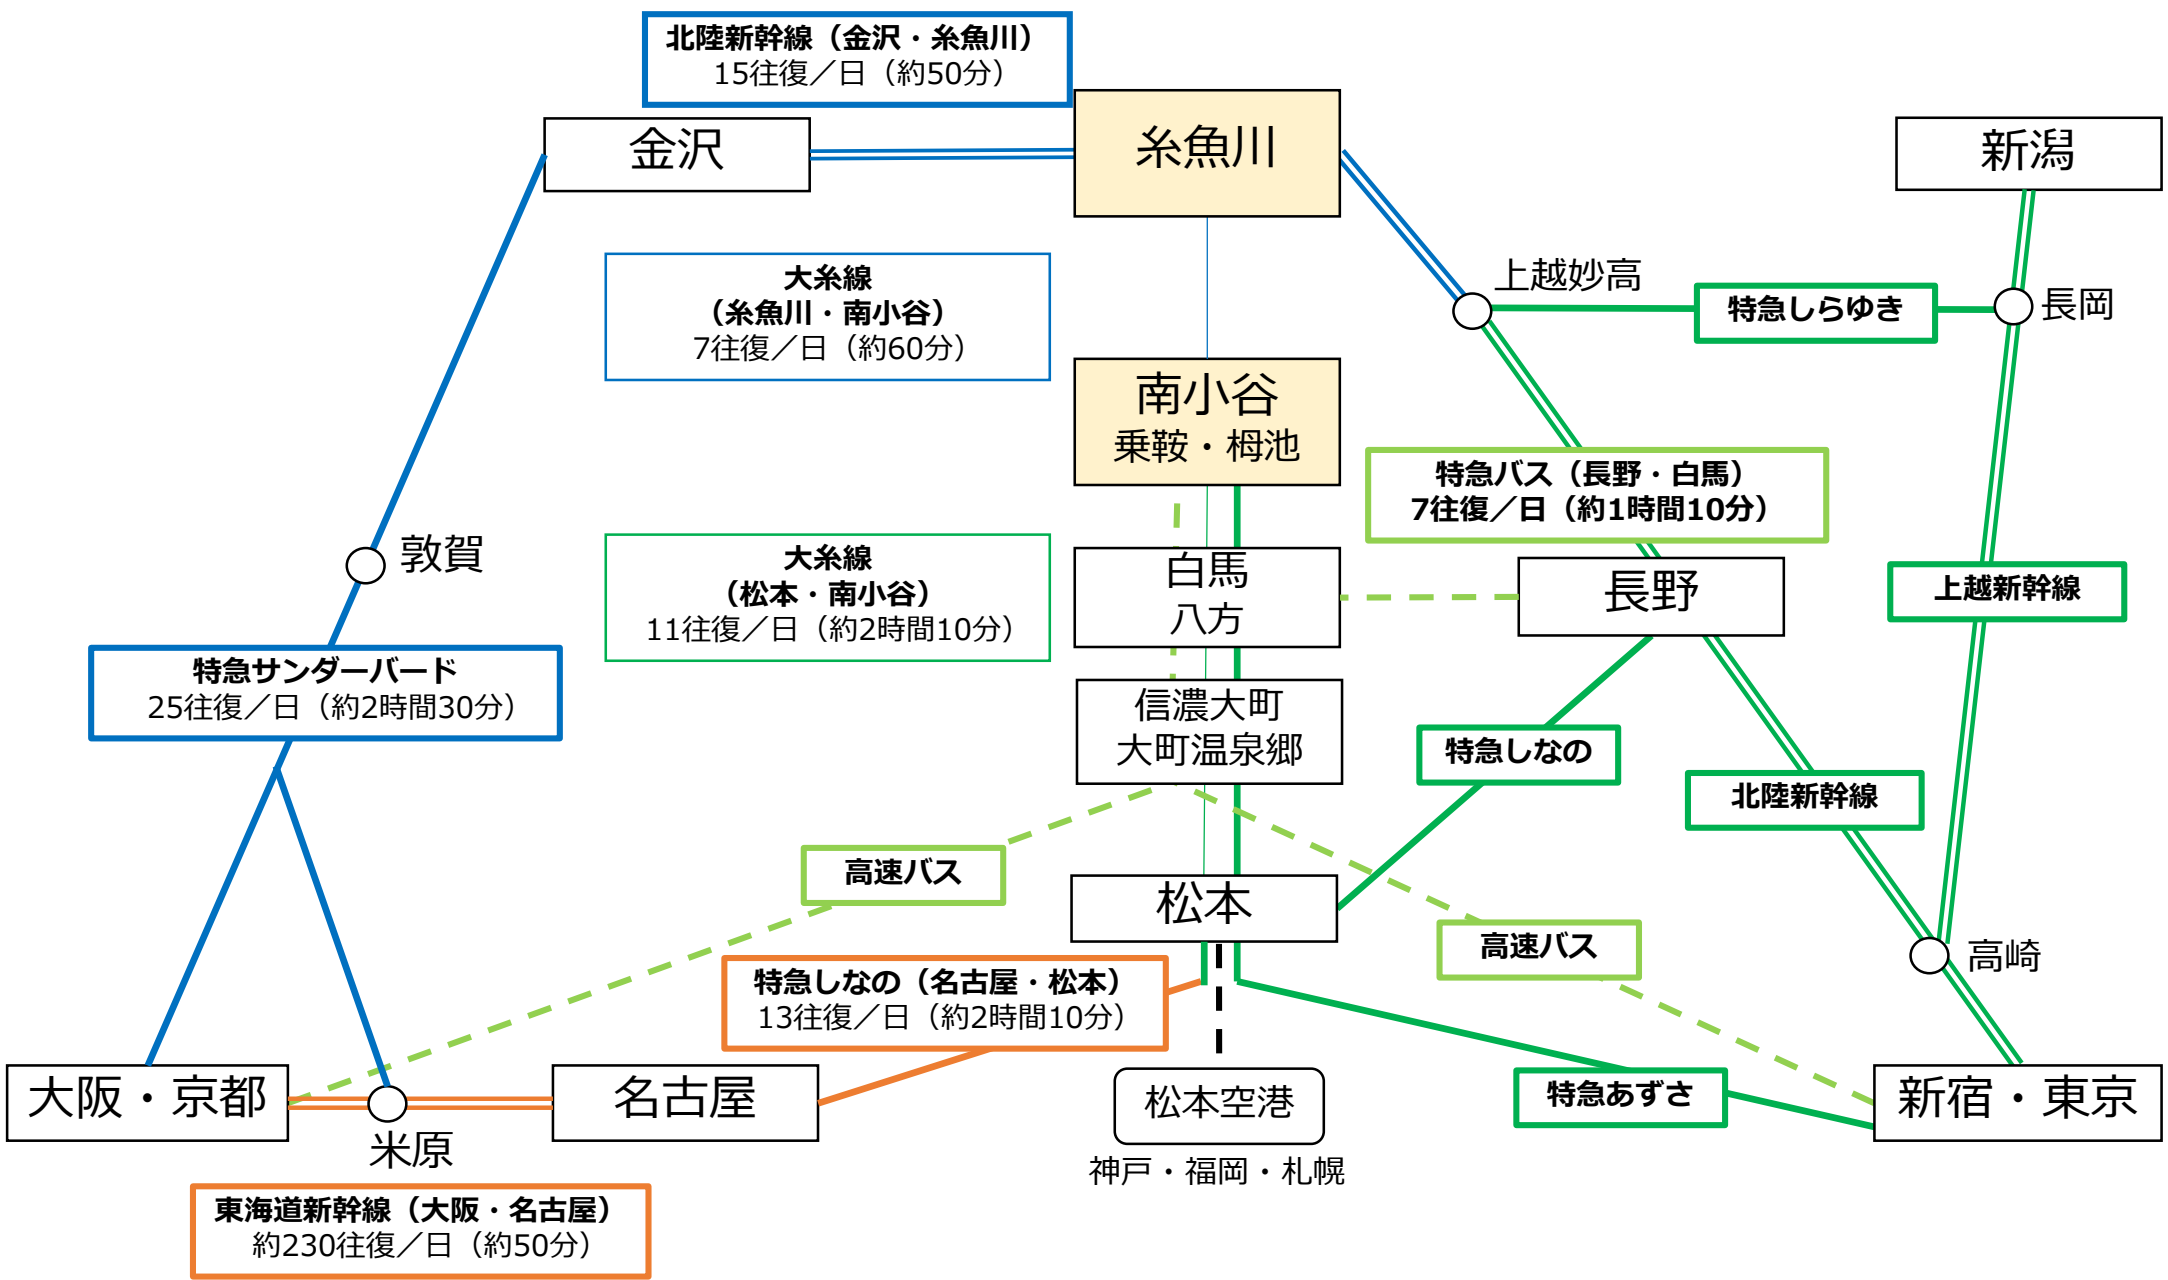 北陸新幹線（金沢・糸魚川）
15往復／日（約50分）
金沢
糸魚川
新潟
上越妙高
特急しらゆき
長岡
大糸線
（糸魚川・南小谷）
7往復／日（約60分）
南小谷
乗鞍・栂池
特急バス（長野・白馬）
7往復／日（約1時間10分）
敦賀
大糸線
（松本・南小谷）
11往復／日（約2時間10分）
白馬
八方
長野
上越新幹線
特急サンダーバード
25往復／日（約2時間30分）
信濃大町
大町温泉郷
特急しなの
北陸新幹線
高速バス
松本
高速バス
高崎
特急しなの（名古屋・松本）
13往復／日（約2時間10分）
大阪・京都
米原
名古屋
松本空港
神戸・福岡・札幌
特急あずさ
新宿・東京
東海道新幹線（大阪・名古屋）
約230往復／日（約50分）